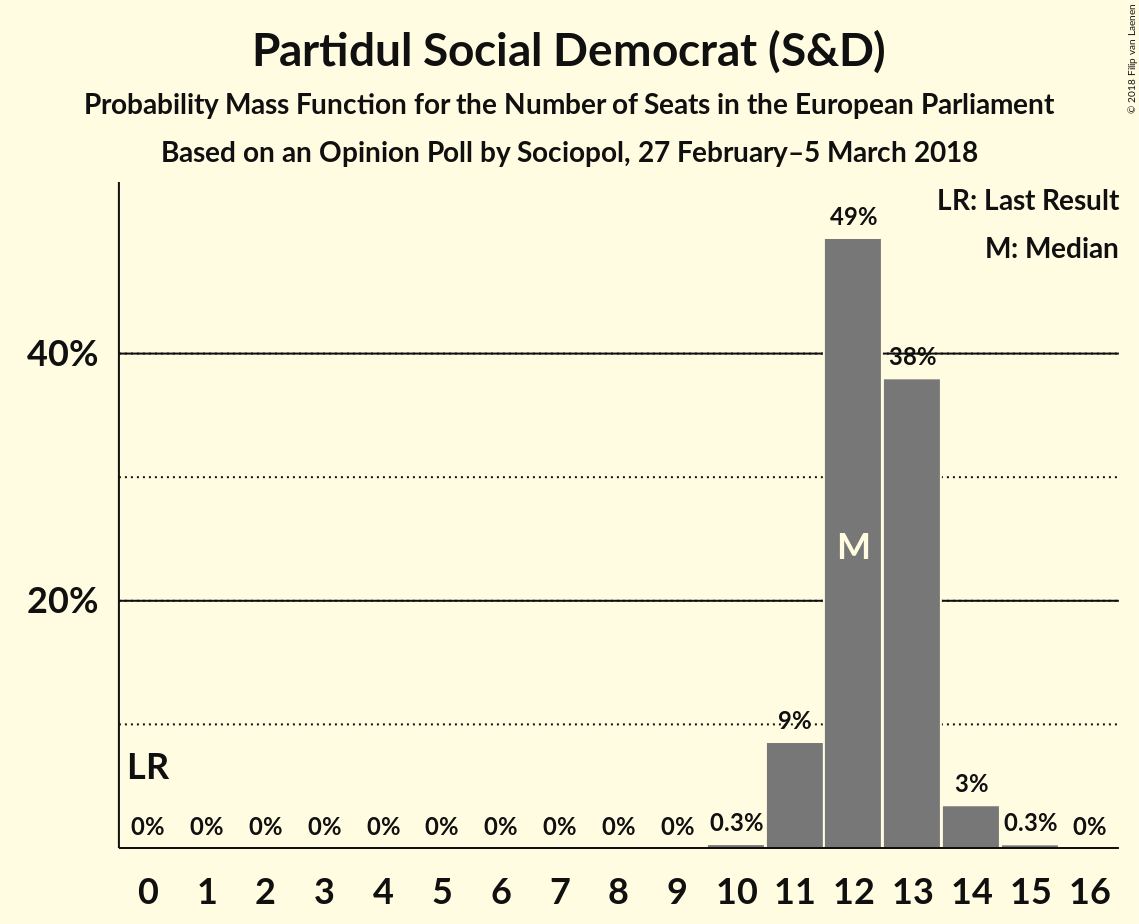 Partidul Social Democrat (S&D)
Probability Mass Function for the Number of Seats in the European Parliament
Based on an Opinion Poll by Sociopol, 27 February–5 March 2018
© 2018 Filip van Laenen
LR: Last Result
M: Median
49%
40%
38%
M
20%
9%
LR
3%
0% 0% 0% 0% 0% 0% 0% 0% 0% 0% 0.3% 0.3% 0%
0 1 2 3 4 5 6 7 8 9 10 11 12 13 14 15 16